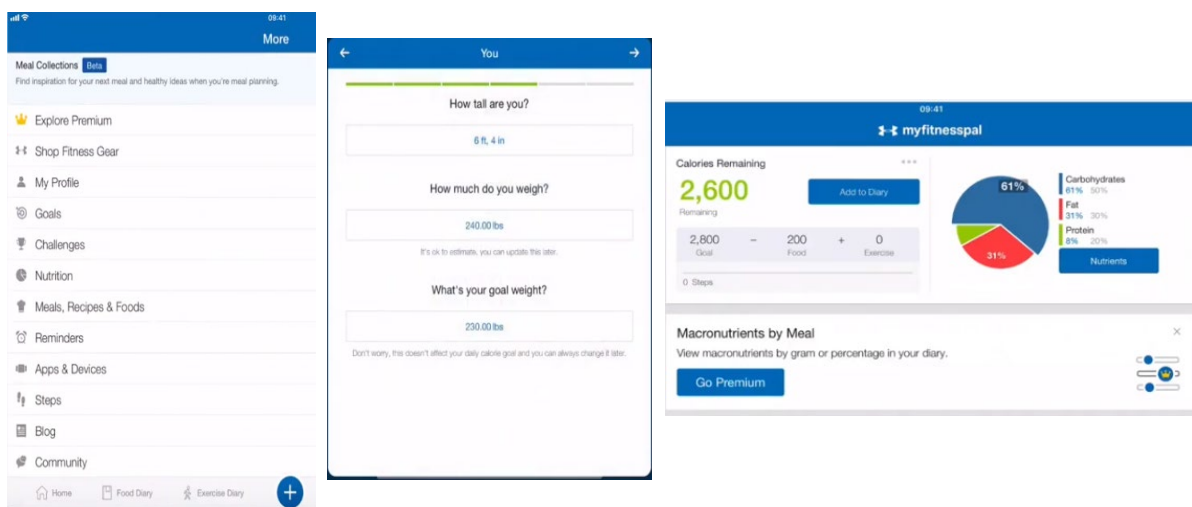 09:41
More
Meal Collections Beta
Find inspiration for your next meal and healthy ideas when you're meal planning.
Explore Premium
Shop Fitness Gear
My Profile
Goals
Challenges
Nutrition
Meals, Recipes & Foods
Reminders
Apps & Devices
Steps
Blog
Community
Home Food Diary Exercise Diary
You
How tall are you?
6 ft, 4 in
How much do you weigh?
240.00 lbs
It's ok to estimate, you can update this later.
What's your goal weight?
230.00 lbs
Don't worry, this doesn't affect your daily calorie goal and you can always change it later.
09:41
myfitnesspal
Calories Remaining
2,600
Remaining
Add to Diary
2,800 - 200 + 0
Goal Food Exercise
0 Steps
61%
31%
Carbohydrates
61% 50%
Fat
31% 30%
Protein
8% 20%
Nutrients
Macronutrients by Meal
View macronutrients by gram or percentage in your diary.
Go Premium